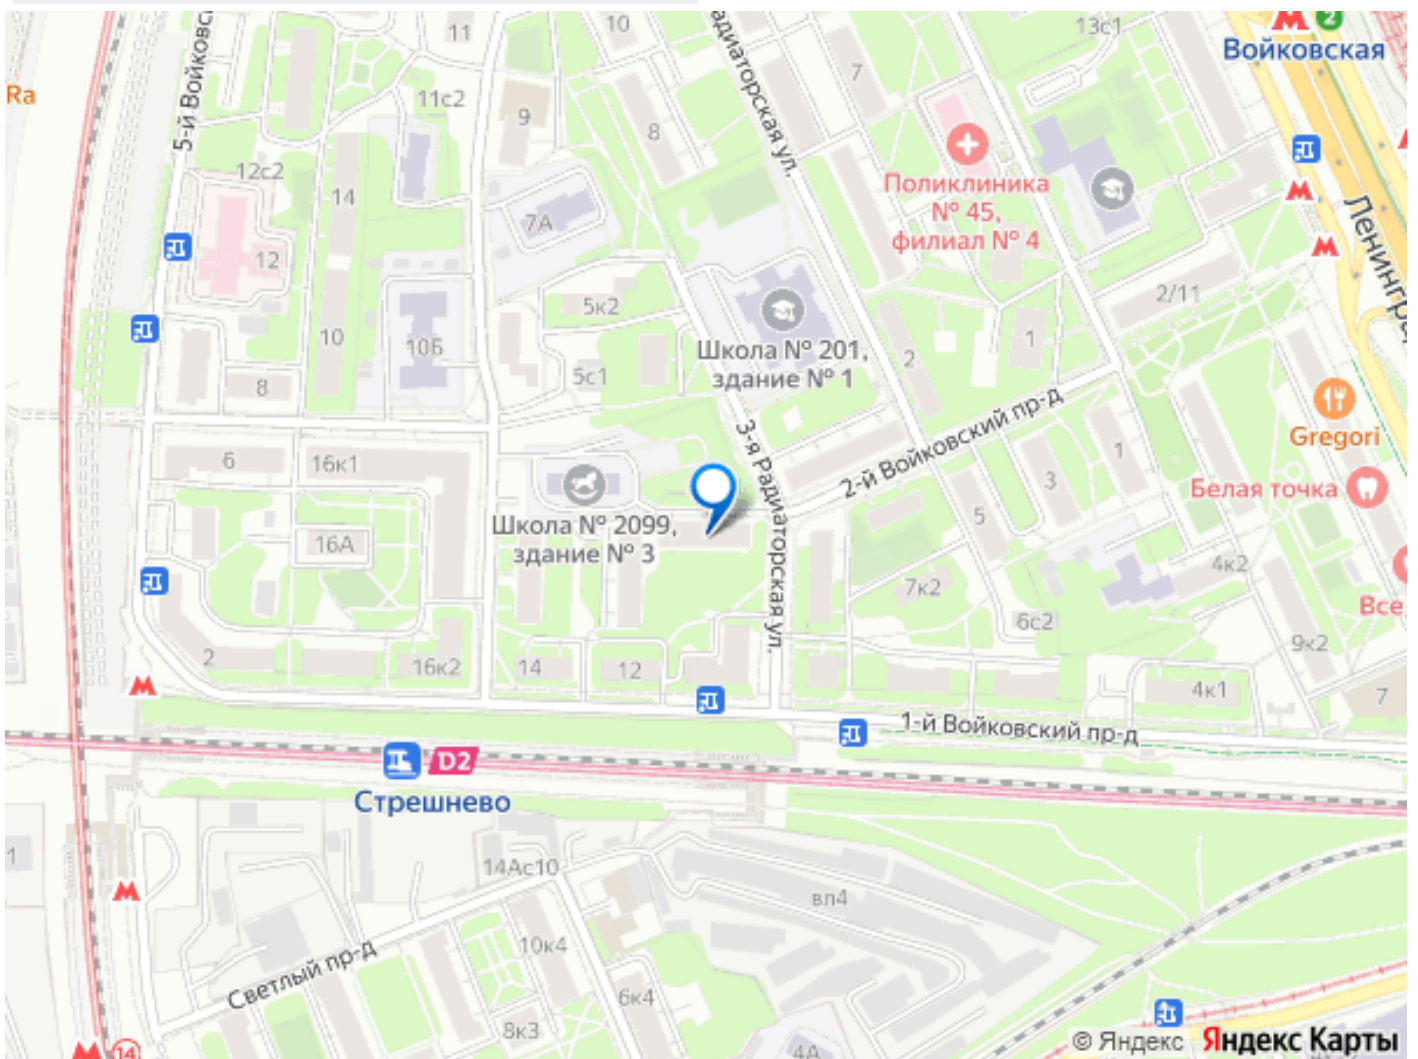 11
10
13с1
2
Войковская
Ra
5-й Войковс
11с2
9
8
7
Радиаторская ул.
Поликлиника
№ 45,
филиал № 4
12с2
14
7А
12
Ленинград
2/11
5к2
10
10Б
Школа № 201,
здание № 1
2
1
8
5с1
Gregori
3-я Радиаторская ул.
2-й Войковский пр-д
6
16к1
1
3
Белая точка
5
Школа № 2099,
здание № 3
16А
7к2
4к2
Все
6с2
9к2
2
16к2
14
12
4к1
7
1-й Войковский пр-д
D2
Стрешнево
1
14Ас10
вл4
10к4
Светлый пр-д
6к4
8к3
14
4А
© Яндекс Яндекс Карты